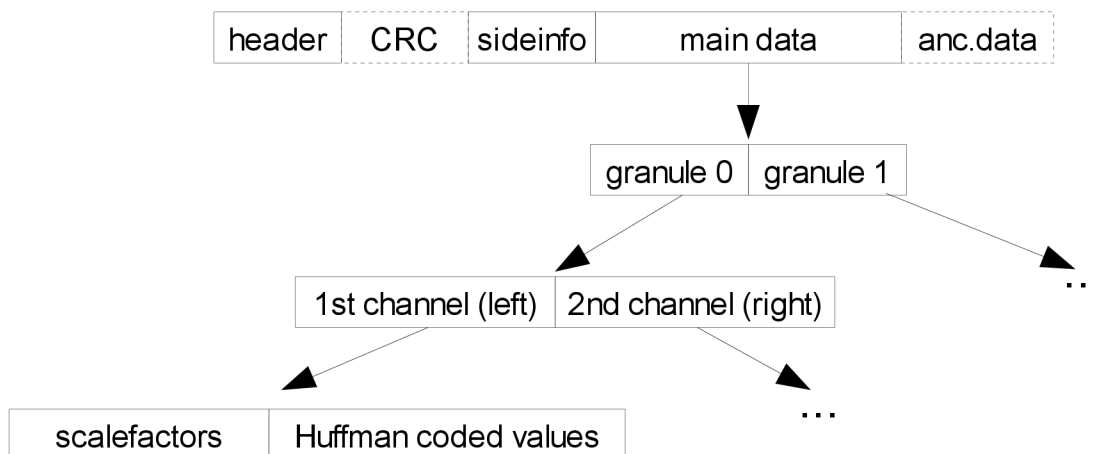 header CRC sideinfo main data anc.data
granule 0 granule 1
..
1st channel (left) 2nd channel (right)
...
scalefactors Huffman coded values